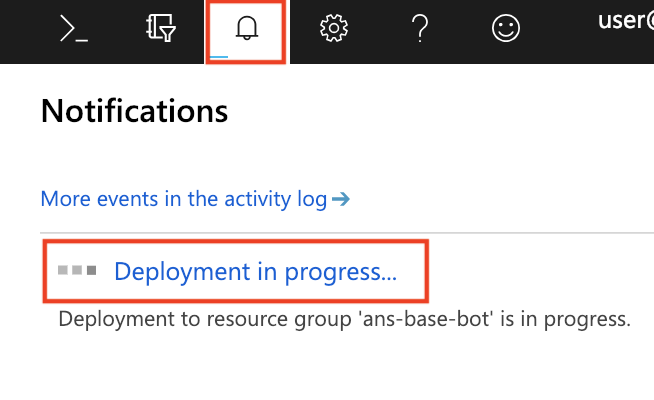 user@
Notifications
More events in the activity log
Deployment in progress...
Deployment to resource group 'ans-base-bot' is in progress.